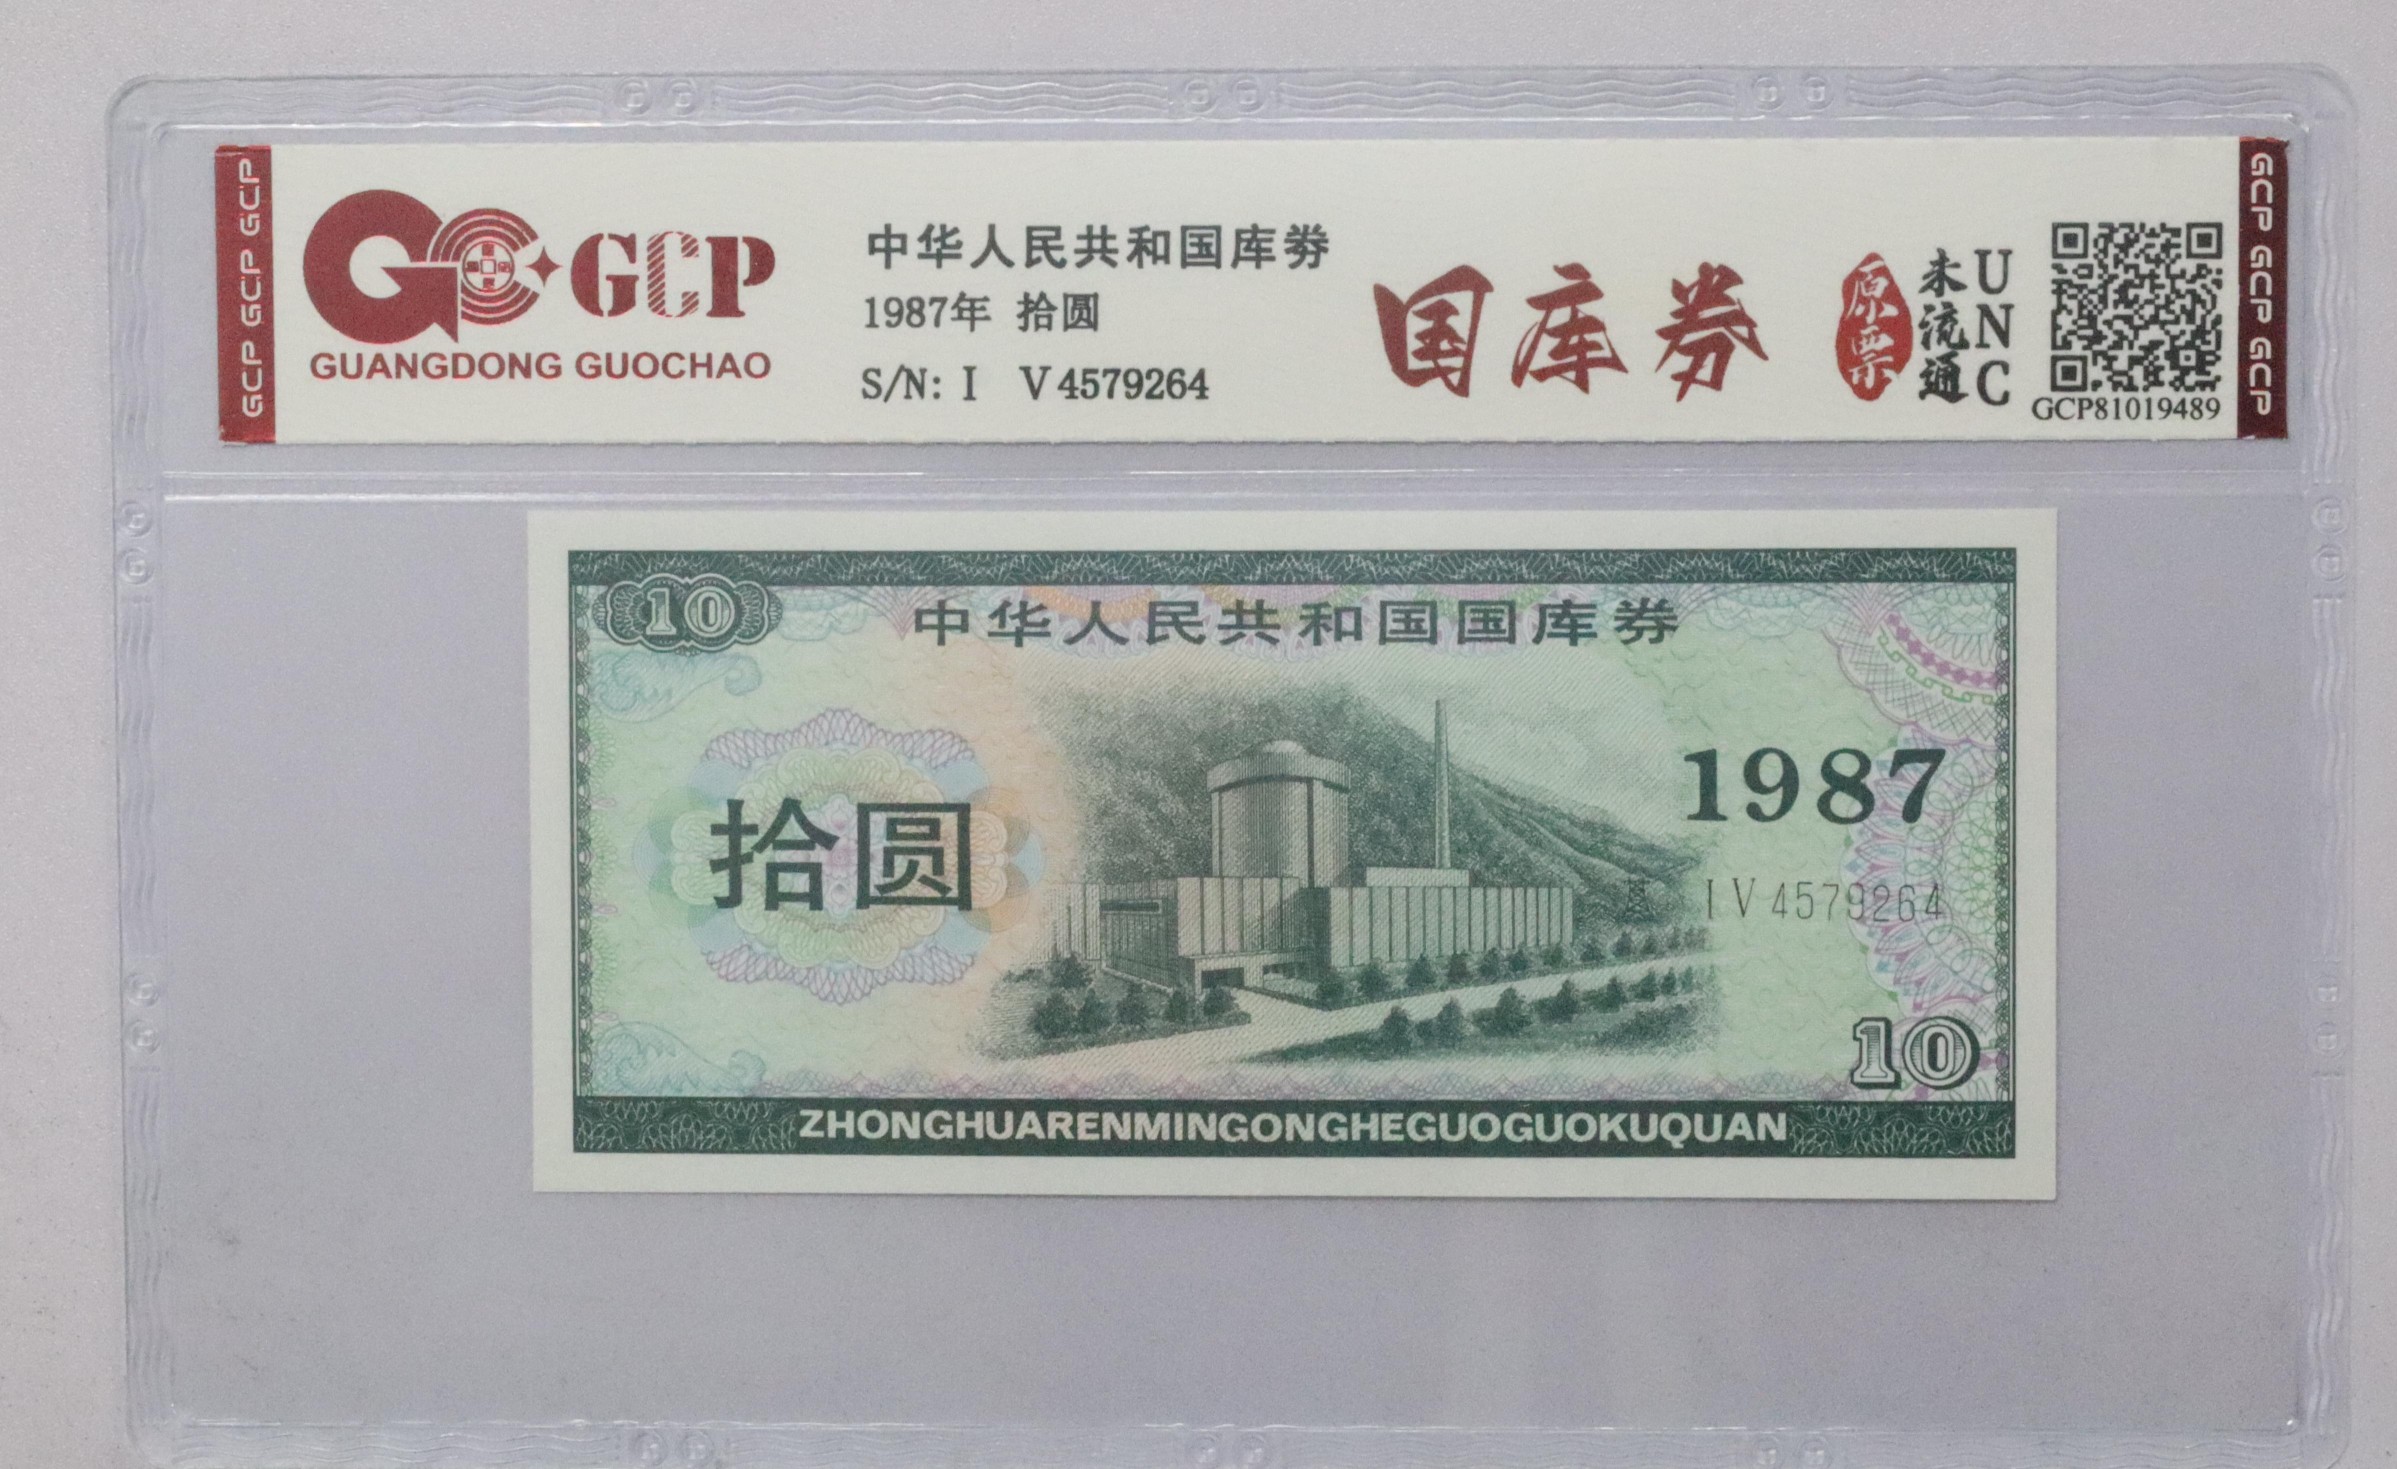 GCP GCP GCP
GCP
GUANGDONG GUOCHAO
中华人民共和国库券
1987年 拾圆
S/N: I V4579264
国库券
原票
未流通
UNC
GCP81019489
GCP GCP GCP
10
中华人民共和国国库券
拾圆
1987
IV4579264
10
ZHONGHUARENMINGONGHEGUOGUOKUQUAN